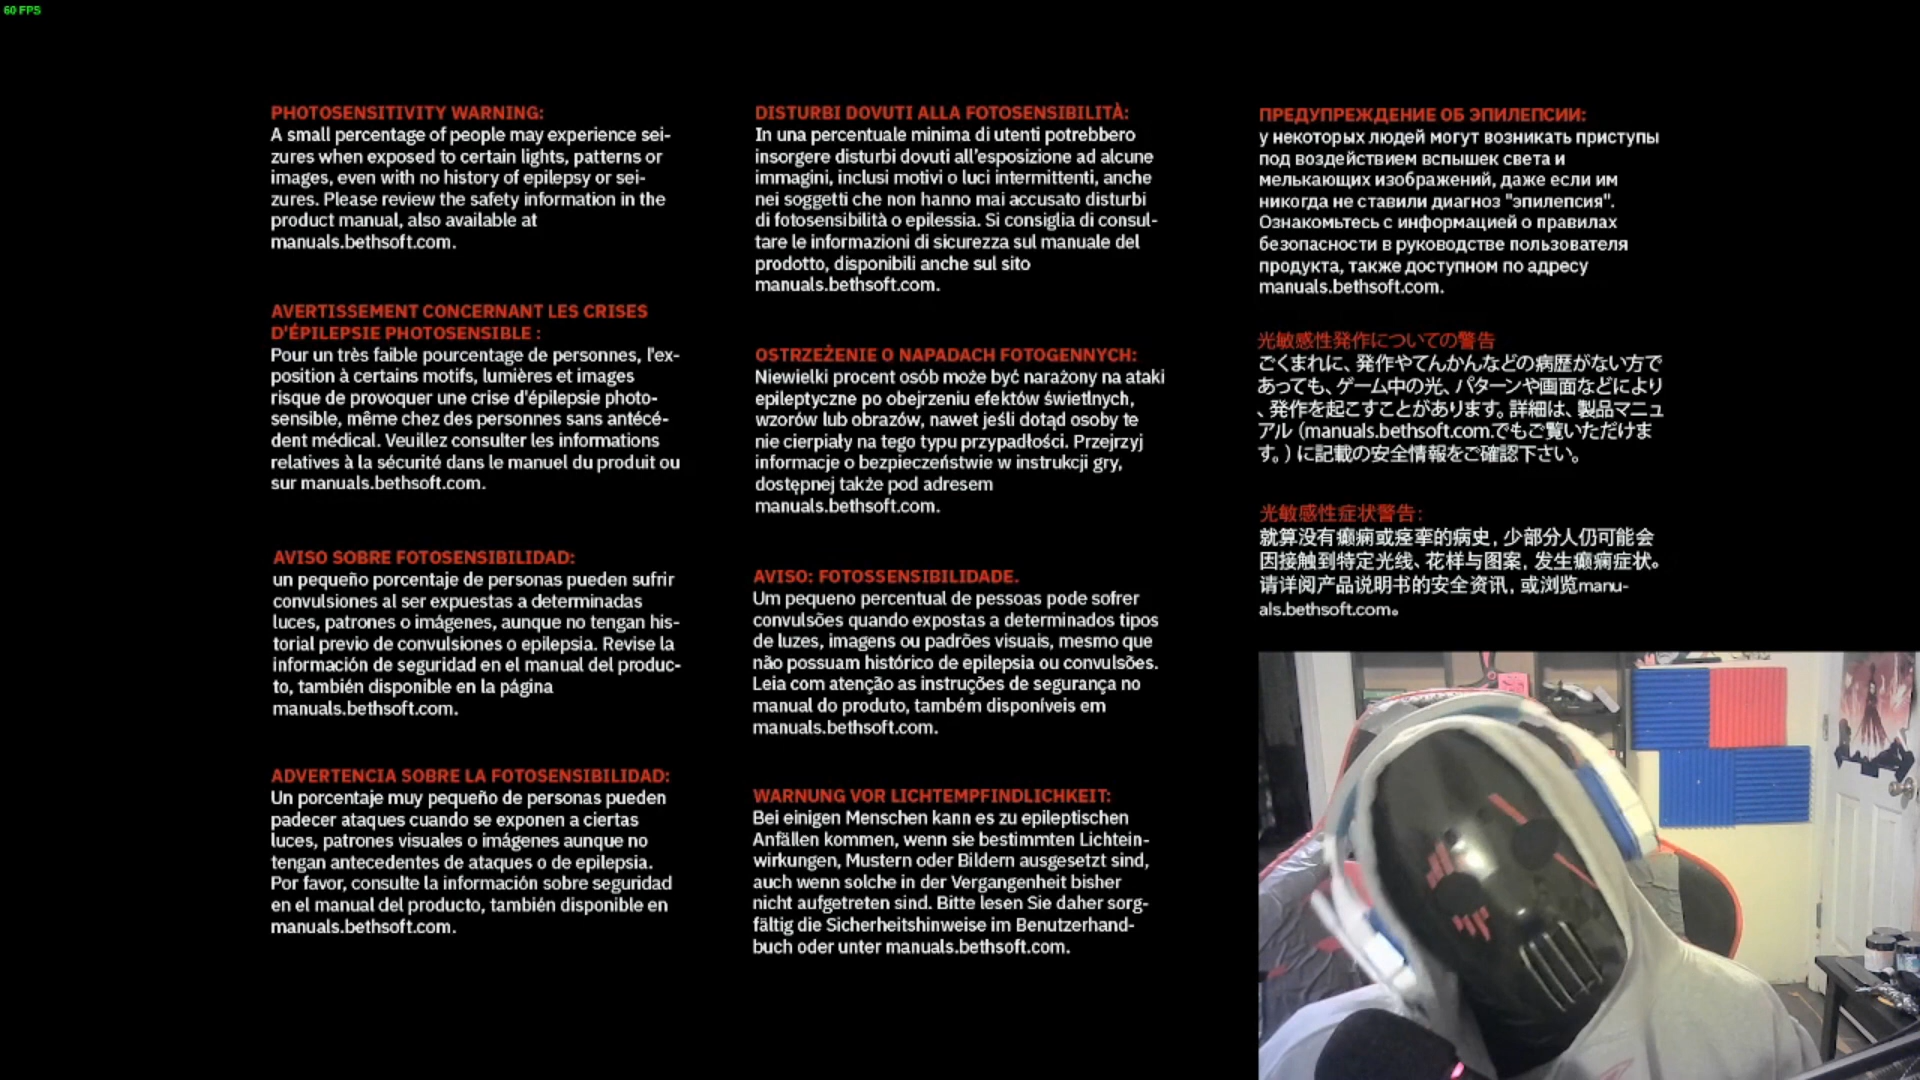 60 FPS
PHOTOSENSITIVITY WARNING:
A small percentage of people may experience sei-
zures when exposed to certain lights, patterns or
images, even with no history of epilepsy or sei-
zures. Please review the safety information in the
product manual, also available at
manuals.bethsoft.com.
AVERTISSEMENT CONCERNANT LES CRISES
D'ÉPILEPSIE PHOTOSENSIBLE :
Pour un très faible pourcentage de personnes, l'ex-
position à certains motifs, lumières et images
risque de provoquer une crise d'épilepsie photo-
sensible, même chez des personnes sans antécé-
dent médical. Veuillez consulter les informations
relatives à la sécurité dans le manuel du produit ou
sur manuals.bethsoft.com.
AVISO SOBRE FOTOSENSIBILIDAD:
un pequeño porcentaje de personas pueden sufrir
convulsiones al ser expuestas a determinadas
luces, patrones o imágenes, aunque no tengan his-
torial previo de convulsiones o epilepsia. Revise la
información de seguridad en el manual del produc-
to, también disponible en la página
manuals.bethsoft.com.
ADVERTENCIA SOBRE LA FOTOSENSIBILIDAD:
Un porcentaje muy pequeño de personas pueden
padecer ataques cuando se exponen a ciertas
luces, patrones visuales o imágenes aunque no
tengan antecedentes de ataques o de epilepsia.
Por favor, consulte la información sobre seguridad
en el manual del producto, también disponible en
manuals.bethsoft.com.
DISTURBI DOVUTI ALLA FOTOSENSIBILITÀ:
In una percentuale minima di utenti potrebbero
insorgere disturbi dovuti all'esposizione ad alcune
immagini, inclusi motivi o luci intermittenti, anche
nei soggetti che non hanno mai accusato disturbi
di fotosensibilità o epilessia. Si consiglia di consul-
tare le informazioni di sicurezza sul manuale del
prodotto, disponibili anche sul sito
manuals.bethsoft.com.
OSTRZEŻENIE O NAPADACH FOTOGENNYCH:
Niewielki procent osób może być narażony na ataki
epileptyczne po obejrzeniu efektów świetlnych,
wzorów lub obrazów, nawet jeśli dotąd osoby te
nie cierpiały na tego typu przypadłości. Przejrzyj
informacje o bezpieczeństwie w instrukcji gry,
dostępnej także pod adresem
manuals.bethsoft.com.
AVISO: FOTOSSENSIBILIDADE.
Um pequeno percentual de pessoas pode sofrer
convulsões quando expostas a determinados tipos
de luzes, imagens ou padrões visuais, mesmo que
não possuam histórico de epilepsia ou convulsões.
Leia com atenção as instruções de segurança no
manual do produto, também disponíveis em
manuals.bethsoft.com.
WARNUNG VOR LICHTEMPFINDLICHKEIT:
Bei einigen Menschen kann es zu epileptischen
Anfällen kommen, wenn sie bestimmten Lichtein-
wirkungen, Mustern oder Bildern ausgesetzt sind,
auch wenn solche in der Vergangenheit bisher
nicht aufgetreten sind. Bitte lesen Sie daher sorg-
fältig die Sicherheitshinweise im Benutzerhand-
buch oder unter manuals.bethsoft.com.
ПРЕДУПРЕЖДЕНИЕ ОБ ЭПИЛЕПСИИ:
у некоторых людей могут возникать приступы
под воздействием вспышек света и
мелькающих изображений, даже если им
никогда не ставили диагноз "эпилепсия".
Ознакомьтесь с информацией о правилах
безопасности в руководстве пользователя
продукта, также доступном по адресу
manuals.bethsoft.com.
光敏感性発作についての警告
ごくまれに、発作やてんかんなどの病歴がない方で
あっても、ゲーム中の光、パターンや画面などにより
、発作を起こすことがあります。詳細は、製品マニュ
アル（manuals.bethsoft.com.でもご覧いただけま
す。）に記載の安全情報をご確認下さい。
光敏感性症状警告：
就算没有癫痫或痉挛的病史，少部分人仍可能会
因接触到特定光线、花样与图案，发生癫痫症状。
请详阅产品说明书的安全资讯，或浏览manu-
als.bethsoft.com。